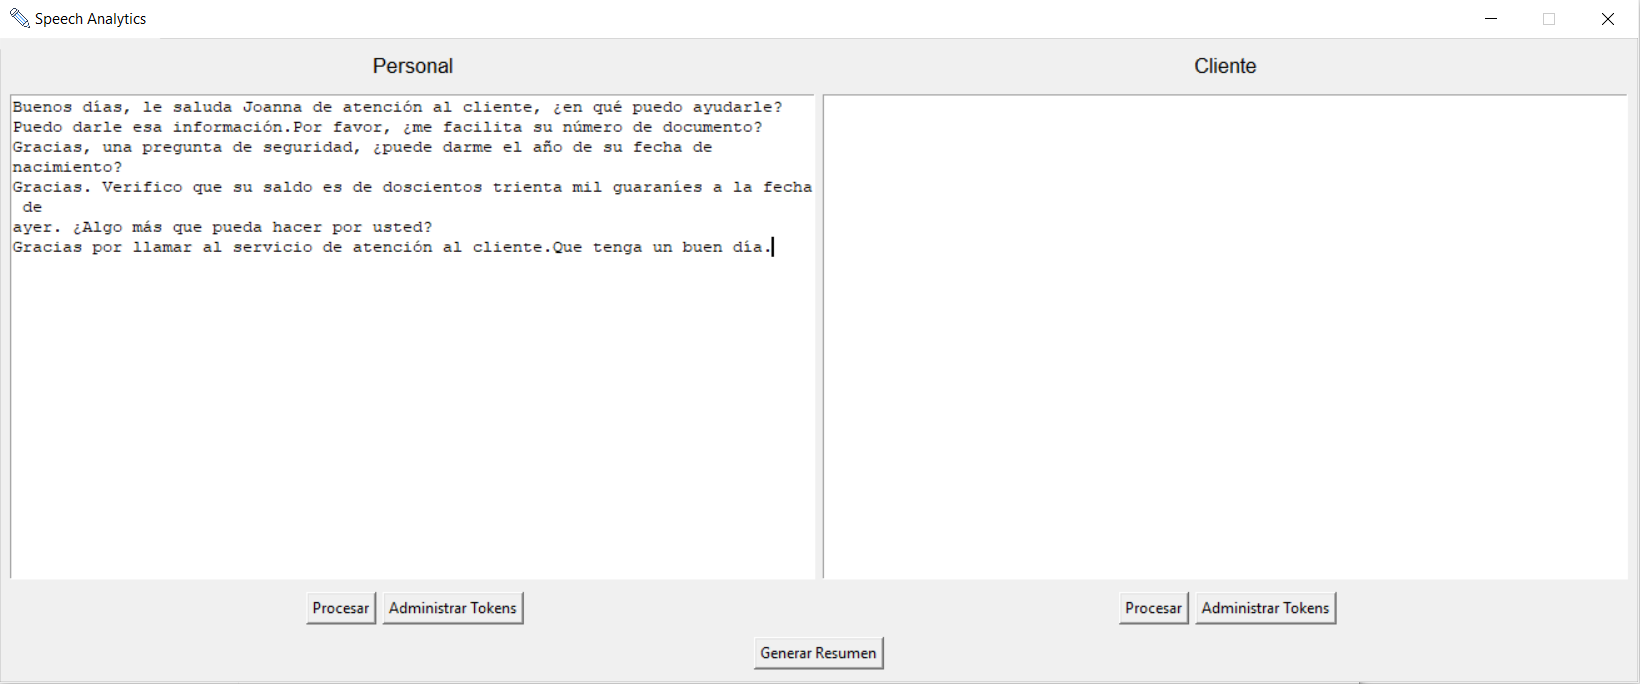 Speech Analytics
Personal
Cliente
Buenos días, le saluda Joanna de atención al cliente, ¿en qué puedo ayudarle?
Puedo darle esa información.Por favor, ¿me facilita su número de documento?
Gracias, una pregunta de seguridad, ¿puede darme el año de su fecha de
nacimiento?
Gracias. Verifico que su saldo es de doscientos trienta mil guaraníes a la fecha
de
ayer. ¿Algo más que pueda hacer por usted?
Gracias por llamar al servicio de atención al cliente.Que tenga un buen día.
Procesar
Administrar Tokens
Procesar
Administrar Tokens
Generar Resumen